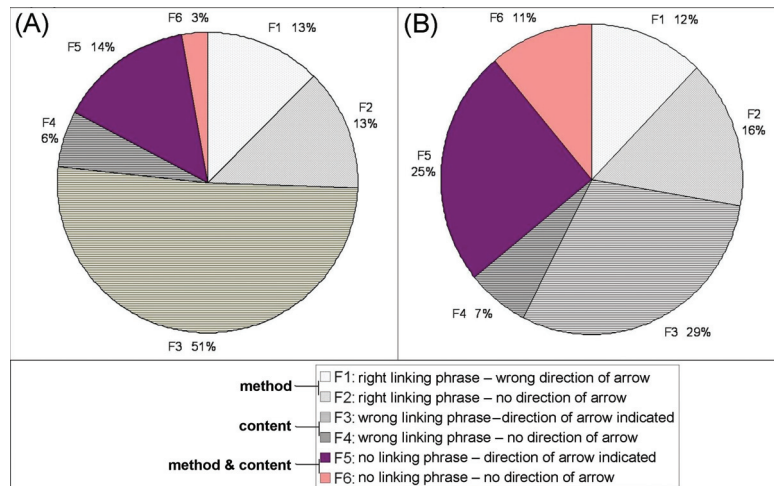 (A)
F6 3%
F1 13%
F5 14%
F2
13%
F4
6%
F3 51%
(B)
F6 11%
F1 12%
F2
16%
F5
25%
F4 7%
F3 29%
method
F1: right linking phrase – wrong direction of arrow
F2: right linking phrase – no direction of arrow
content
F3: wrong linking phrase–direction of arrow indicated
F4: wrong linking phrase – no direction of arrow
method & content
F5: no linking phrase – direction of arrow indicated
F6: no linking phrase – no direction of arrow